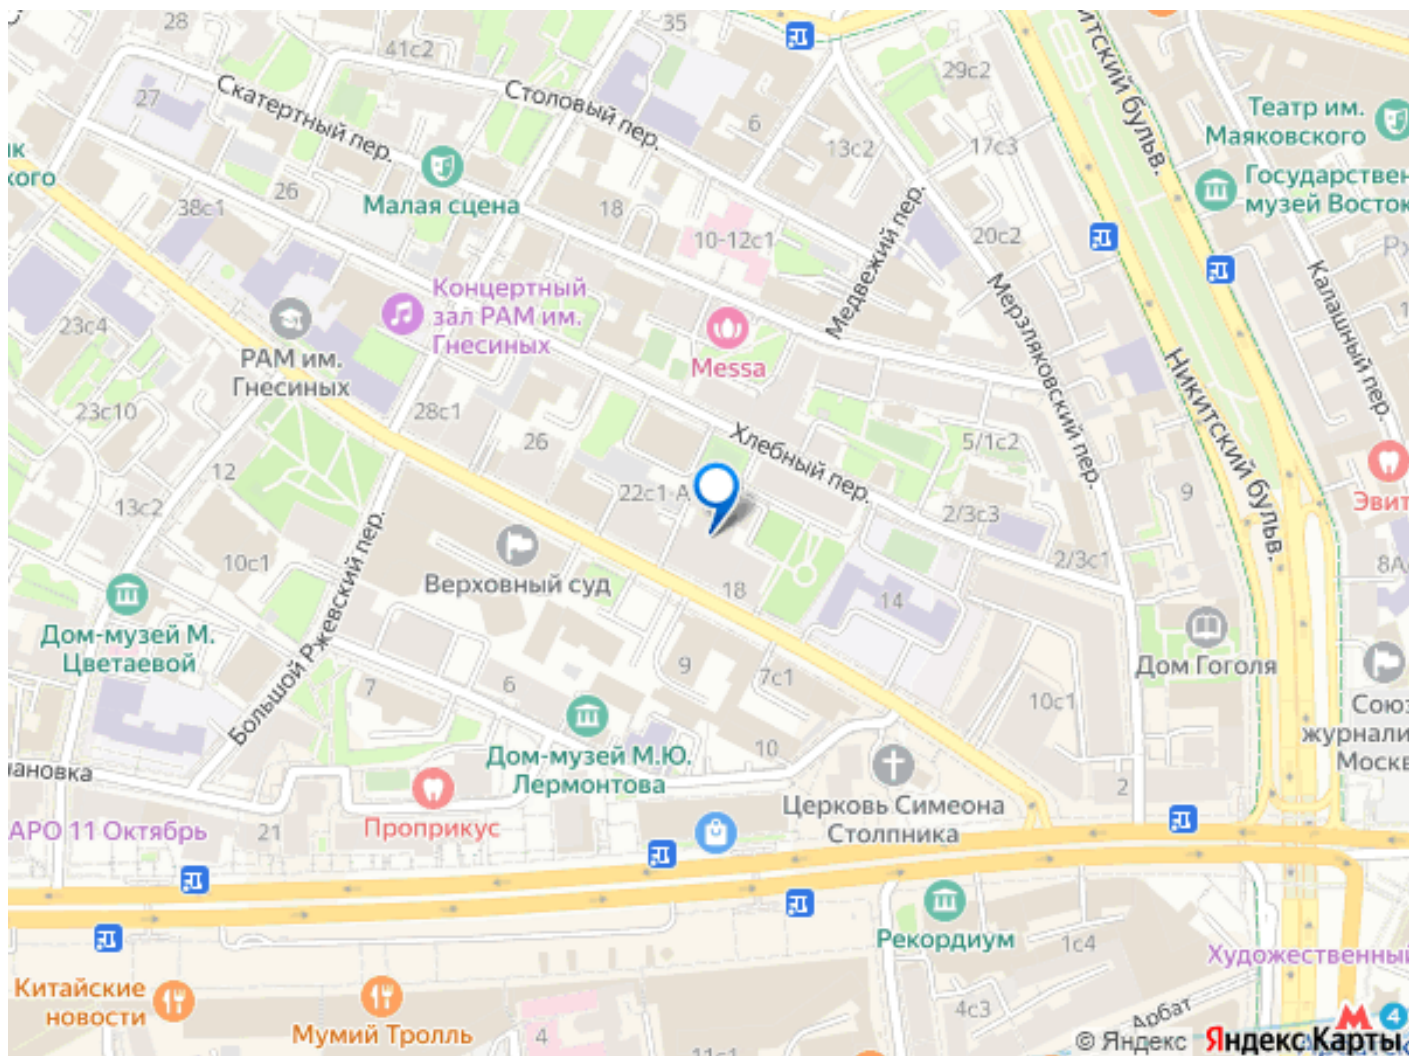 28
35
41с2
29с2
Скатертный пер.
27
Столовый пер.
6
13с2
17с3
Никитский бульв.
Театр им.
Маяковского
Малая сцена
26
38с1
18
10-12с1
20с2
Медвежий пер.
Государствен
музей Восток
Мерзляковский пер.
Калашный пер.
23с4
РАМ им.
Гнесиных
Концертный
зал РАМ им.
Гнесиных
Messa
23с10
28с1
26
Хлебный пер.
5/1с2
Никитский бульв.
12
13с2
22с1
9
2/3с3
Эвит
10с1
Верховный суд
18
14
2/3с1
8А
Большой Ржевский пер.
Дом-музей М.
Цветаевой
9
7с1
7
6
10с1
Дом Гоголя
Дом-музей М.Ю.
Лермонтова
10
Союз
журнали
Москв
ановка
Проприкус
Церковь Симеона
Столпника
2
АРО 11 Октябрь
21
Рекордиум
1с4
Художественный
Китайские
новости
Мумий Тролль
4
11с1
4с3
Арбат
4
© Яндекс Яндекс Карты